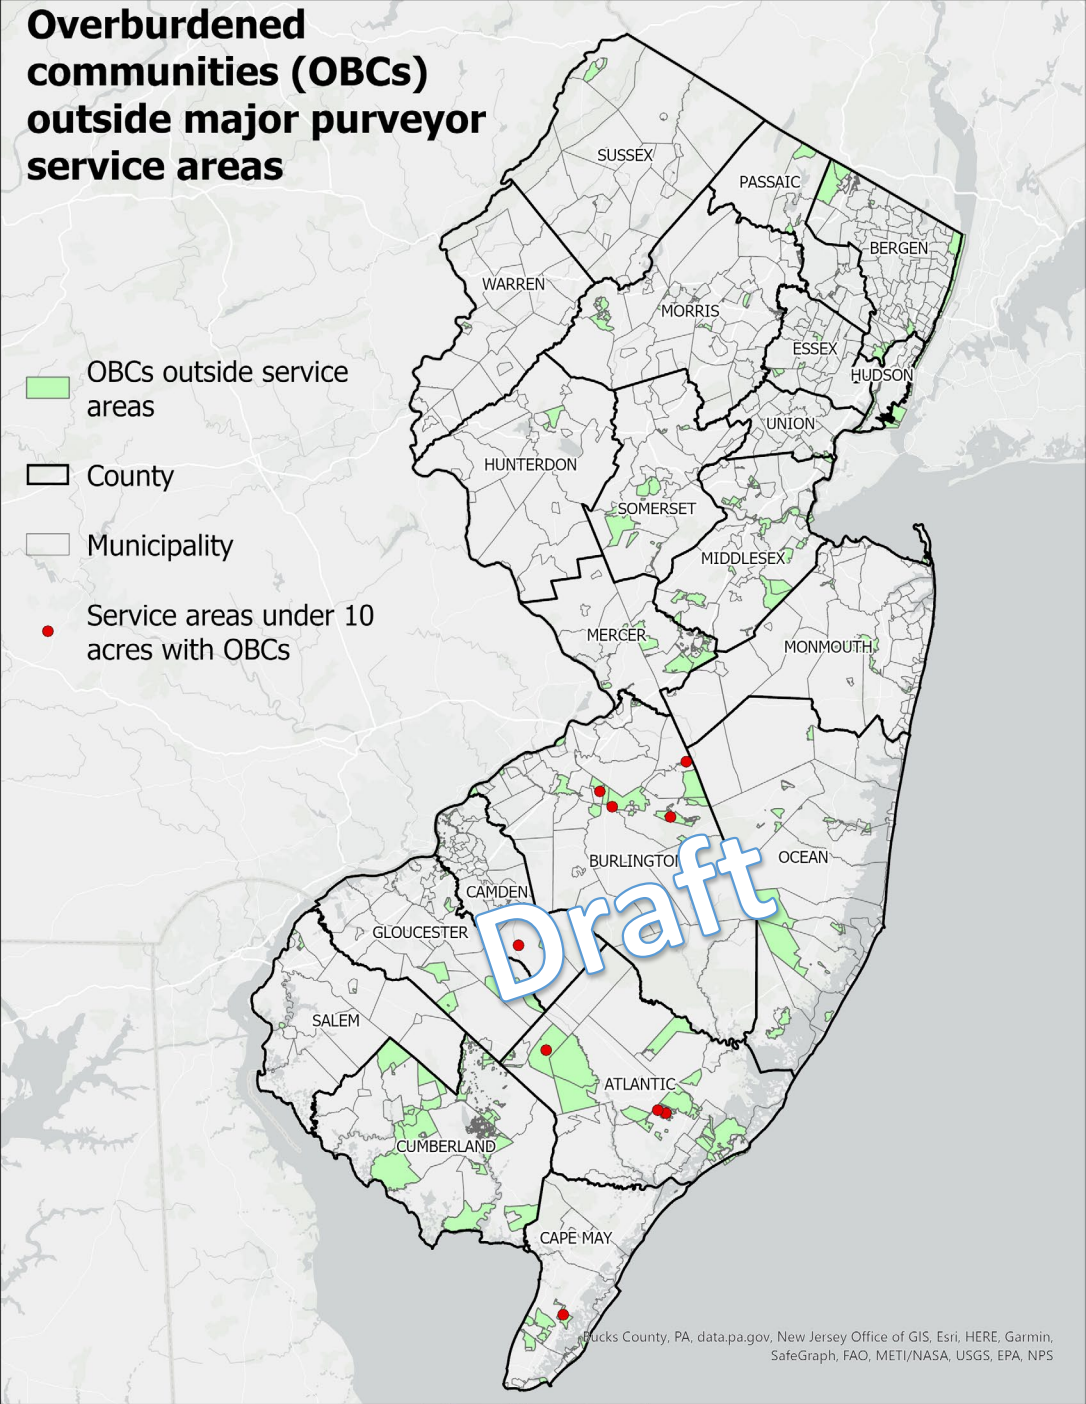 Overburdened
communities (OBCs)
outside major purveyor
service areas
SUSSEX
PASSAIC
BERGEN
WARREN
MORRIS
ESSEX
HUDSON
OBCs outside service
areas
UNION
County
HUNTERDON
SOMERSET
Municipality
MIDDLESEX
Service areas under 10
acres with OBCs
MERCER
MONMOUTH
BURLINGTON
OCEAN
Draft
CAMDEN
GLOUCESTER
SALEM
ATLANTIC
CUMBERLAND
CAPE MAY
Bucks County, PA, data.pa.gov, New Jersey Office of GIS, Esri, HERE, Garmin,
SafeGraph, FAO, METI/NASA, USGS, EPA, NPS